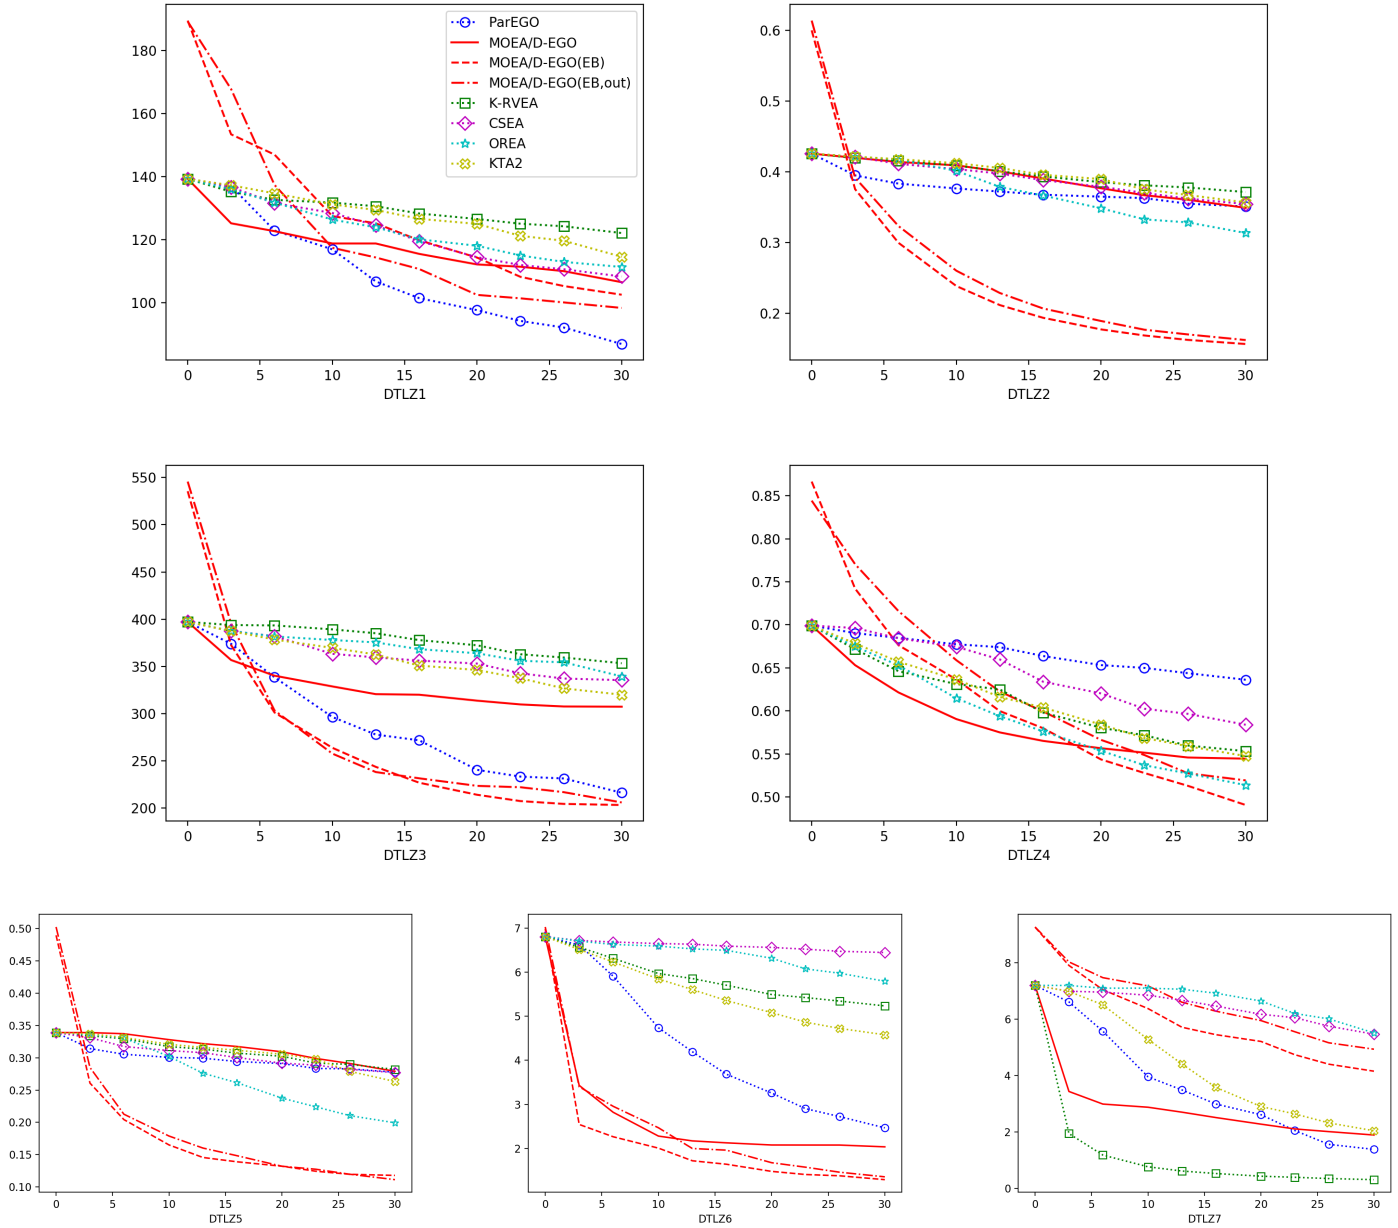 180
160
140
120
100
0 5 10 15 20 25 30
DTLZ1
ParEGO
MOEA/D-EGO
MOEA/D-EGO(EB)
MOEA/D-EGO(EB,out)
K-RVEA
CSEA
OREA
KTA2
0.6
0.5
0.4
0.3
0.2
0 5 10 15 20 25 30
DTLZ2
550
500
450
400
350
300
250
200
0 5 10 15 20 25 30
DTLZ3
0.85
0.80
0.75
0.70
0.65
0.60
0.55
0.50
0 5 10 15 20 25 30
DTLZ4
0.50
0.45
0.40
0.35
0.30
0.25
0.20
0.15
0.10
0 5 10 15 20 25 30
DTLZ5
7
6
5
4
3
2
0 5 10 15 20 25 30
DTLZ6
8
6
4
2
0
0 5 10 15 20 25 30
DTLZ7